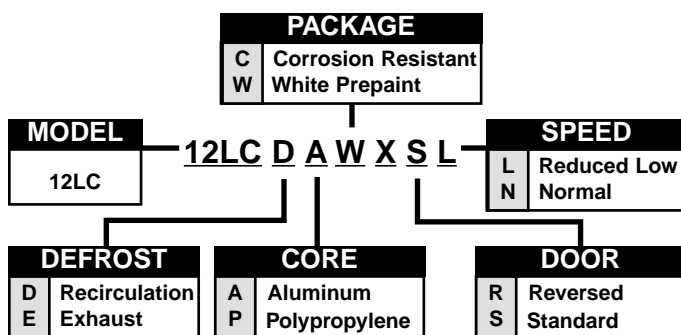 PACKAGE
C Corrosion Resistant
W White Prepaint
MODEL
12LC
12LC D A W X S L
SPEED
L Reduced Low
N Normal
DEFROST
D Recirculation
E Exhaust
CORE
A Aluminum
P Polypropylene
DOOR
R Reversed
S Standard